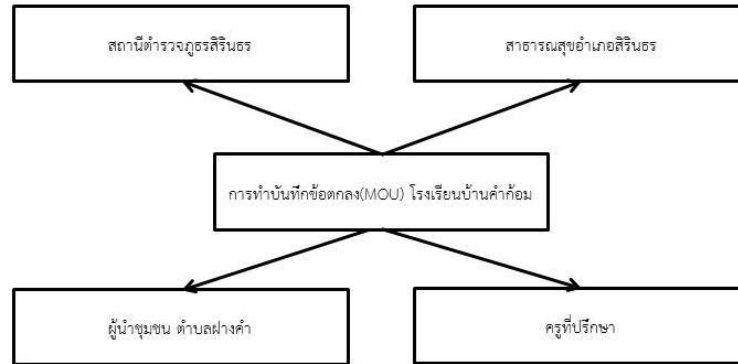 สถานีตำรวจภูธรสิรินธร
สาธารณสุขอำเภอสิรินธร
การทำบันทึกข้อตกลง(MOU) โรงเรียนบ้านคำก้อม
ผู้นำชุมชน ตำบลฝางคำ
ครูที่ปรึกษา